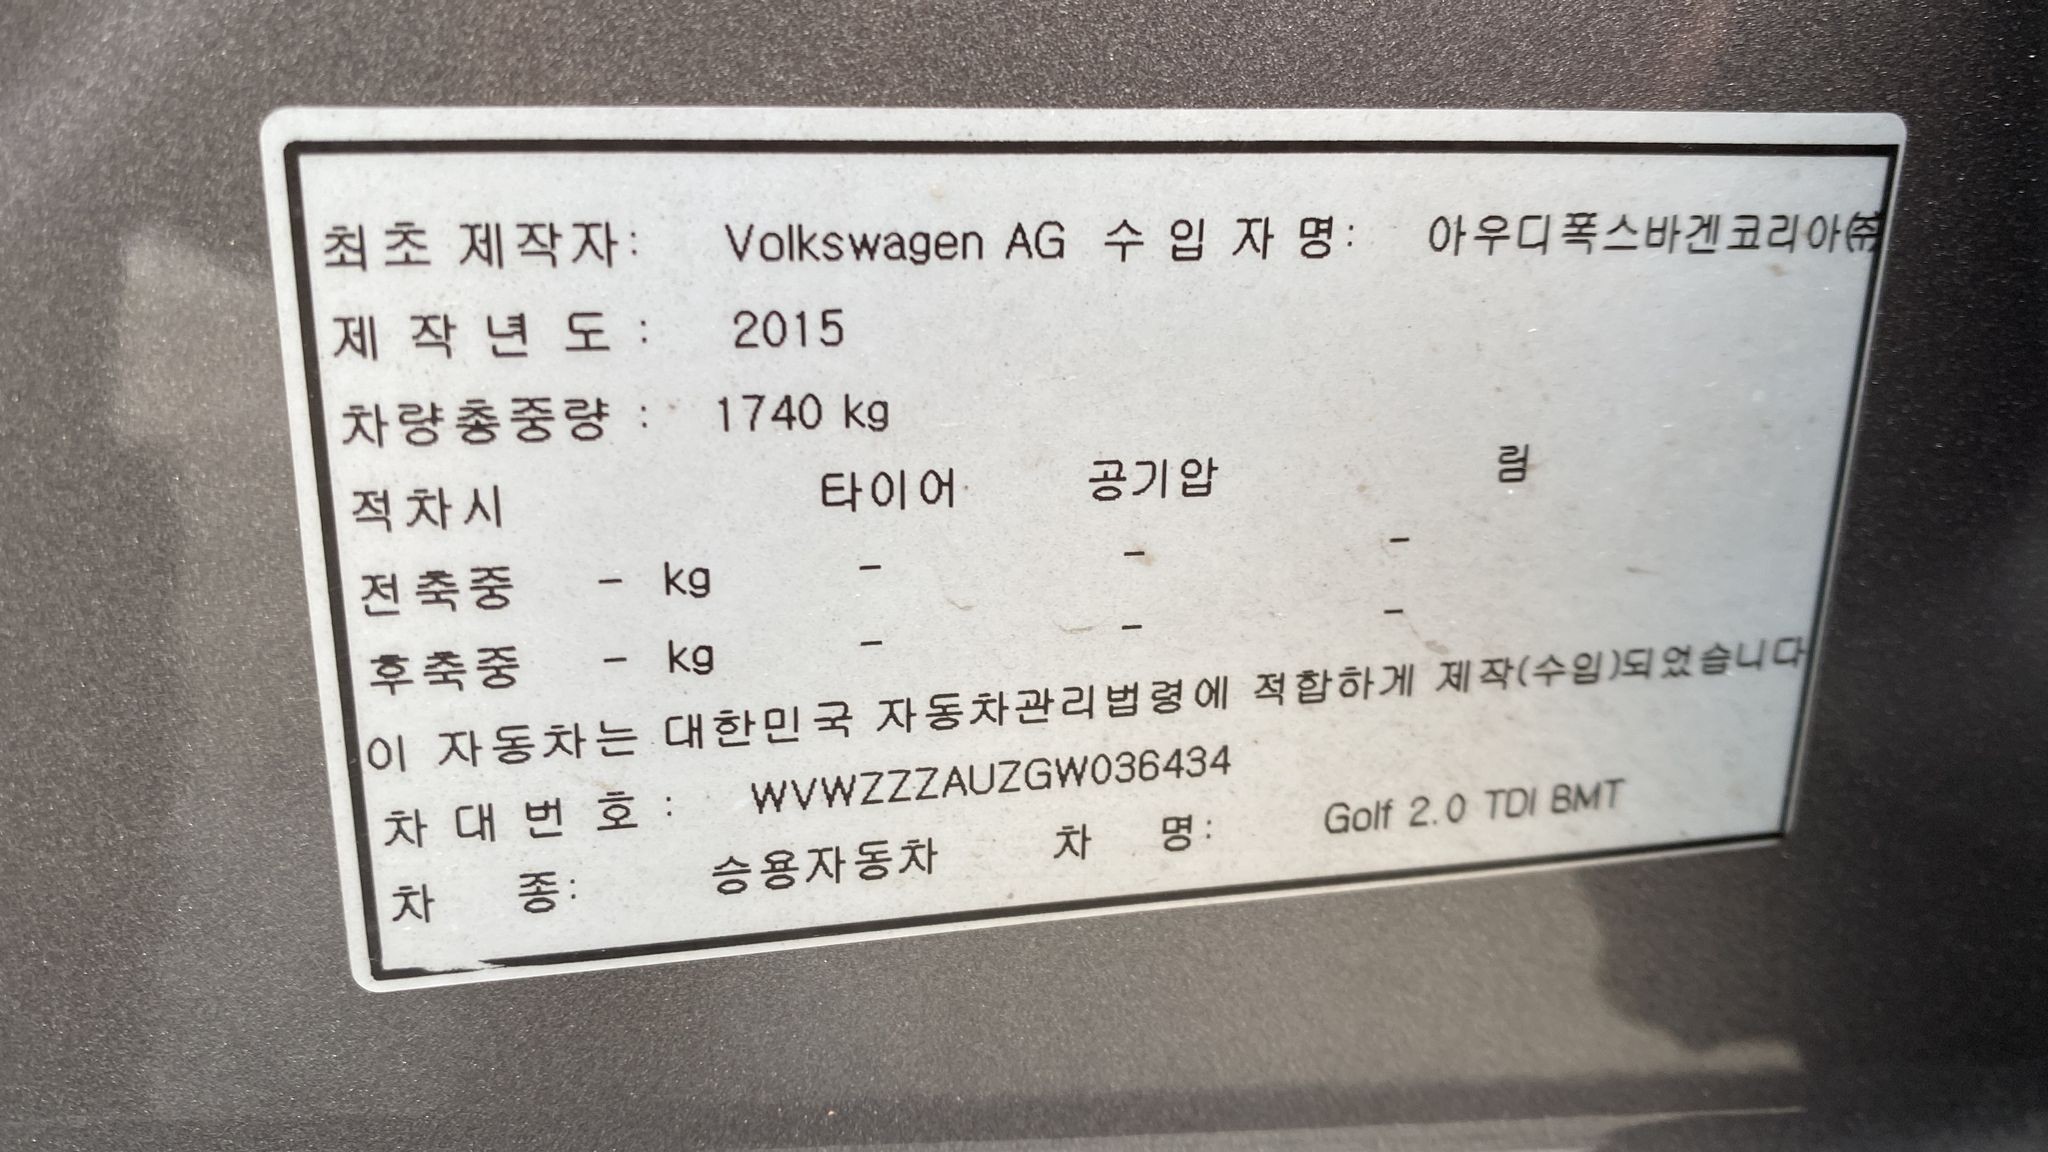 최초 제작자: Volkswagen AG 수입자명: 아우디폭스바겐코리아㈜
제작년도: 2015
차량총중량: 1740 kg
적차시 타이어 공기압 림
전축중 - kg - - -
후축중 - kg - - -
이 자동차는 대한민국 자동차관리법령에 적합하게 제작(수입)되었습니다
차대번호: WVWZZZAUZGW036434
차 종: 승용자동차 차 명: Golf 2.0 TDI BMT